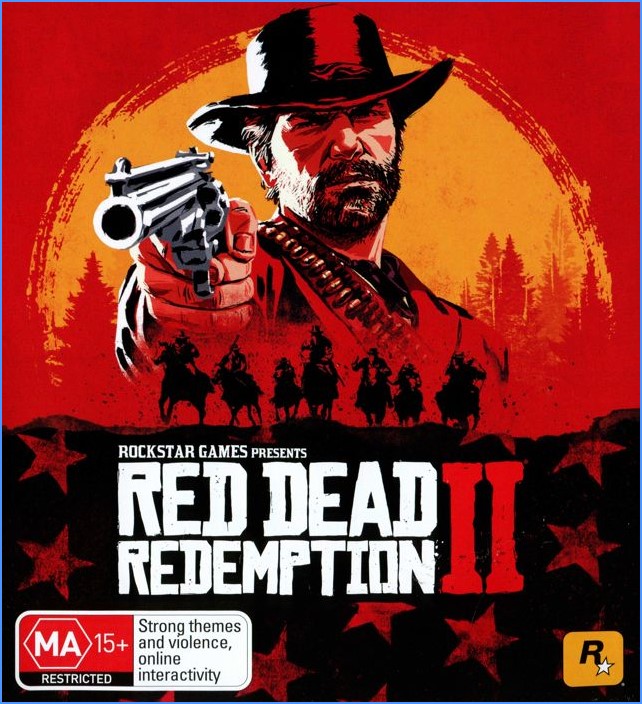 ROCKSTAR GAMES PRESENTS
RED DEAD
REDEMPTION II
MA 15+
RESTRICTED
Strong themes
and violence,
online
interactivity
R